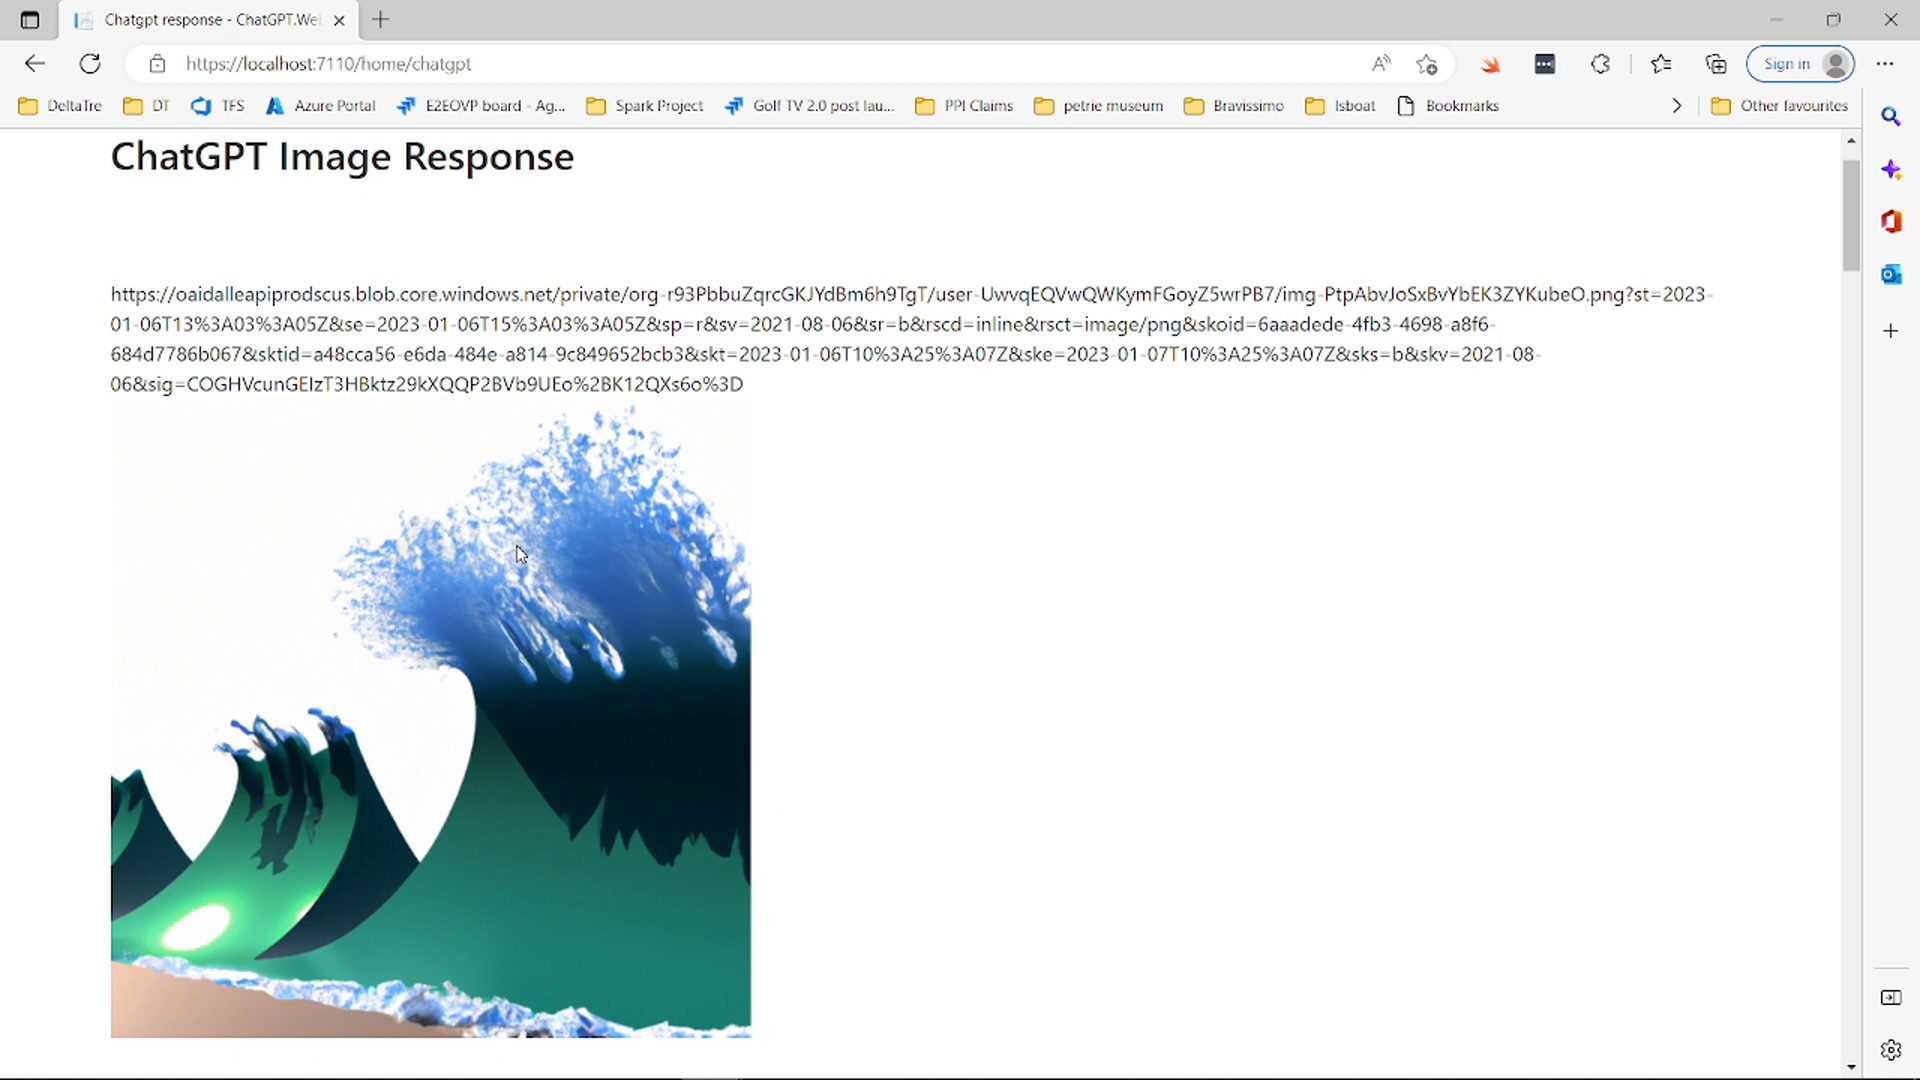 Chatgpt response - ChatGPT.We
https://localhost:7110/home/chatgpt
Sign in
DeltaTre DT TFS Azure Portal E2EOVP board - Ag... Spark Project Golf TV 2.0 post lau... PPI Claims petrie museum Bravissimo Isboat Bookmarks Other favourites
ChatGPT Image Response
https://oaidalleapiprodscus.blob.core.windows.net/private/org-r93PbbuZqrcGKJYdBm6h9TgT/user-UwvqEQVwQWKymFGoyZ5wrPB7/img-PtpAbvJoSxBvYbEK3ZYKubeO.png?st=2023-
01-06T13%3A03%3A05Z&se=2023-01-06T15%3A03%3A05Z&sp=r&sv=2021-08-06&sr=b&rscd=inline&rsct=image/png&skoid=6aaadede-4fb3-4698-a8f6-
684d7786b067&sktid=a48cca56-e6da-484e-a814-9c849652bcb3&skt=2023-01-06T10%3A25%3A07Z&ske=2023-01-07T10%3A25%3A07Z&sks=b&skv=2021-08-
06&sig=COGHVcunGEIzT3HBktz29kXQQP2BVb9UEo%2BK12QXs6o%3D